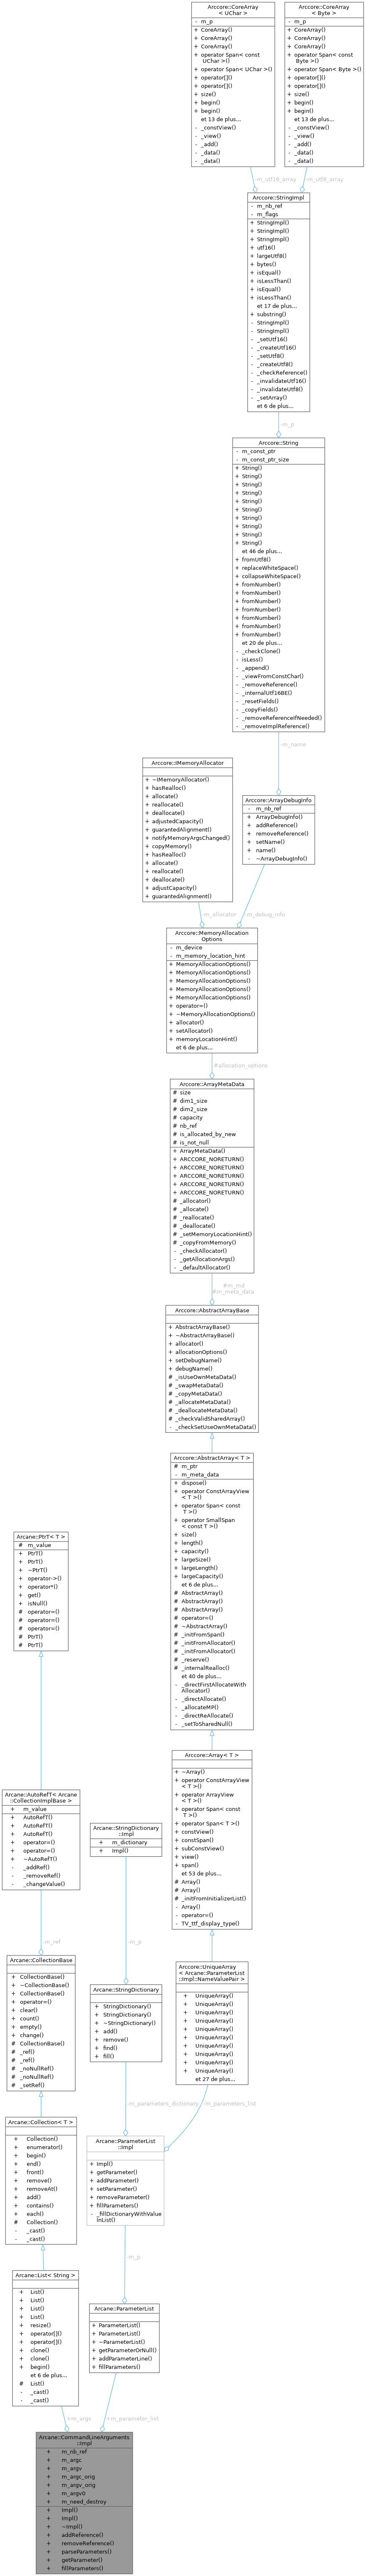 Arccore::CoreArray
< UChar >
- m_p
+ CoreArray()
+ CoreArray()
+ CoreArray()
+ operator Span< const
UChar >()
+ operator Span< UChar >()
+ operator[]()
+ operator[]()
+ size()
+ begin()
+ begin()
et 13 de plus...
- _constView()
- _view()
- _add()
- _data()
- _data()
Arccore::CoreArray
< Byte >
- m_p
+ CoreArray()
+ CoreArray()
+ CoreArray()
+ operator Span< const
Byte >()
+ operator Span< Byte >()
+ operator[]()
+ operator[]()
+ size()
+ begin()
+ begin()
et 13 de plus...
- _constView()
- _view()
- _add()
- _data()
- _data()
-m_utf16_array
-m_utf8_array
Arccore::StringImpl
- m_nb_ref
- m_flags
+ StringImpl()
+ StringImpl()
+ StringImpl()
+ utf16()
+ largeUtf8()
+ bytes()
+ isEqual()
+ isLessThan()
+ isEqual()
+ isLessThan()
et 17 de plus...
+ substring()
- StringImpl()
- StringImpl()
- _setUtf16()
- _createUtf16()
- _setUtf8()
- _createUtf8()
- _checkReference()
- _invalidateUtf16()
- _invalidateUtf8()
- _setArray()
et 6 de plus...
-m_p
Arccore::String
- m_const_ptr
- m_const_ptr_size
+ String()
+ String()
+ String()
+ String()
+ String()
+ String()
+ String()
+ String()
+ String()
+ String()
et 46 de plus...
+ fromUtf8()
+ replaceWhiteSpace()
+ collapseWhiteSpace()
+ fromNumber()
+ fromNumber()
+ fromNumber()
+ fromNumber()
+ fromNumber()
+ fromNumber()
+ fromNumber()
et 20 de plus...
- _checkClone()
- isLess()
- _append()
- _viewFromConstChar()
- _removeReference()
- _internalUtf16BE()
- _resetFields()
- _copyFields()
- _removeReferenceIfNeeded()
- _removeImplReference()
-m_name
Arccore::IMemoryAllocator
+ ~IMemoryAllocator()
+ hasRealloc()
+ allocate()
+ reallocate()
+ deallocate()
+ adjustedCapacity()
+ guarantedAlignment()
+ notifyMemoryArgsChanged()
+ copyMemory()
+ hasRealloc()
+ allocate()
+ reallocate()
+ deallocate()
+ adjustCapacity()
+ guarantedAlignment()
Arccore::ArrayDebugInfo
- m_nb_ref
+ ArrayDebugInfo()
+ addReference()
+ removeReference()
+ setName()
+ name()
- ~ArrayDebugInfo()
-m_allocator
-m_debug_info
Arccore::MemoryAllocation
Options
- m_device
- m_memory_location_hint
+ MemoryAllocationOptions()
+ MemoryAllocationOptions()
+ MemoryAllocationOptions()
+ MemoryAllocationOptions()
+ MemoryAllocationOptions()
+ operator=()
+ ~MemoryAllocationOptions()
+ allocator()
+ setAllocator()
+ memoryLocationHint()
et 6 de plus...
#allocation_options
Arccore::ArrayMetaData
# size
# dim1_size
# dim2_size
# capacity
# nb_ref
# is_allocated_by_new
# is_not_null
+ ArrayMetaData()
+ ARCCORE_NORETURN()
+ ARCCORE_NORETURN()
+ ARCCORE_NORETURN()
+ ARCCORE_NORETURN()
+ ARCCORE_NORETURN()
# _allocator()
# _allocate()
# _reallocate()
# _deallocate()
# _setMemoryLocationHint()
# _copyFromMemory()
- _checkAllocator()
- _getAllocationArgs()
- _defaultAllocator()
#m_md
#m_meta_data
Arccore::AbstractArrayBase
+ AbstractArrayBase()
+ ~AbstractArrayBase()
+ allocator()
+ allocationOptions()
+ setDebugName()
+ debugName()
# _isUseOwnMetaData()
# _swapMetaData()
# _copyMetaData()
# _allocateMetaData()
# _deallocateMetaData()
# _checkValidSharedArray()
- _checkSetUseOwnMetaData()
Arccore::AbstractArray< T >
# m_ptr
- m_meta_data
+ dispose()
+ operator ConstArrayView
< T >()
+ operator Span< const
T >()
+ operator SmallSpan
< const T >()
+ size()
+ length()
+ capacity()
+ largeSize()
+ largeLength()
+ largeCapacity()
et 6 de plus...
# AbstractArray()
# AbstractArray()
# AbstractArray()
# operator=()
# ~AbstractArray()
# _initFromSpan()
# _initFromAllocator()
# _initFromAllocator()
# _reserve()
# _internalRealloc()
et 40 de plus...
- _directFirstAllocateWith
Allocator()
- _directAllocate()
- _allocateMP()
- _directReAllocate()
- _setToSharedNull()
Arcane::PtrT< T >
# m_value
+ PtrT()
+ PtrT()
+ ~PtrT()
+ operator->()
+ operator*()
+ get()
+ isNull()
# operator=()
# operator=()
# operator=()
# PtrT()
# PtrT()
Arccore::Array< T >
+ ~Array()
+ operator ConstArrayView
< T >()
+ operator ArrayView
< T >()
+ operator Span< const
T >()
+ operator Span< T >()
+ constView()
+ constSpan()
+ subConstView()
+ view()
+ span()
et 53 de plus...
# Array()
# Array()
# _initFromInitializerList()
- Array()
- operator=()
- TV_ttf_display_type()
Arcane::AutoRefT< Arcane
::CollectionImplBase >
+ m_value
+ AutoRefT()
+ AutoRefT()
+ AutoRefT()
+ operator=()
+ operator=()
+ ~AutoRefT()
- _addRef()
- _removeRef()
- _changeValue()
Arcane::StringDictionary
::Impl
+ m_dictionary
+ Impl()
-m_ref
-m_p
Arcane::CollectionBase
+ CollectionBase()
+ ~CollectionBase()
+ CollectionBase()
+ operator=()
+ clear()
+ count()
+ empty()
+ change()
# CollectionBase()
# _ref()
# _ref()
# _noNullRef()
# _noNullRef()
# _setRef()
Arcane::StringDictionary
+ StringDictionary()
+ StringDictionary()
+ ~StringDictionary()
+ add()
+ remove()
+ find()
+ fill()
Arccore::UniqueArray
< Arcane::ParameterList
::Impl::NameValuePair >
+ UniqueArray()
+ UniqueArray()
+ UniqueArray()
+ UniqueArray()
+ UniqueArray()
+ UniqueArray()
+ UniqueArray()
+ UniqueArray()
+ UniqueArray()
+ UniqueArray()
et 27 de plus...
-m_parameters_dictionary
-m_parameters_list
Arcane::Collection< T >
+ Collection()
+ enumerator()
+ begin()
+ end()
+ front()
+ remove()
+ removeAt()
+ add()
+ contains()
+ each()
# Collection()
- _cast()
- _cast()
Arcane::ParameterList
::Impl
+ Impl()
+ getParameter()
+ addParameter()
+ setParameter()
+ removeParameter()
+ fillParameters()
- _fillDictionaryWithValue
InList()
-m_p
Arcane::List< String >
+ List()
+ List()
+ List()
+ List()
+ resize()
+ operator[]()
+ operator[]()
+ clone()
+ clone()
+ begin()
et 6 de plus...
# List()
- _cast()
- _cast()
Arcane::ParameterList
+ ParameterList()
+ ParameterList()
+ ~ParameterList()
+ getParameterOrNull()
+ addParameterLine()
+ fillParameters()
+m_args
+m_parameter_list
Arcane::CommandLineArguments
::Impl
+ m_nb_ref
+ m_argc
+ m_argv
+ m_argc_orig
+ m_argv_orig
+ m_argv0
+ m_need_destroy
+ Impl()
+ Impl()
+ ~Impl()
+ addReference()
+ removeReference()
+ parseParameters()
+ getParameter()
+ fillParameters()